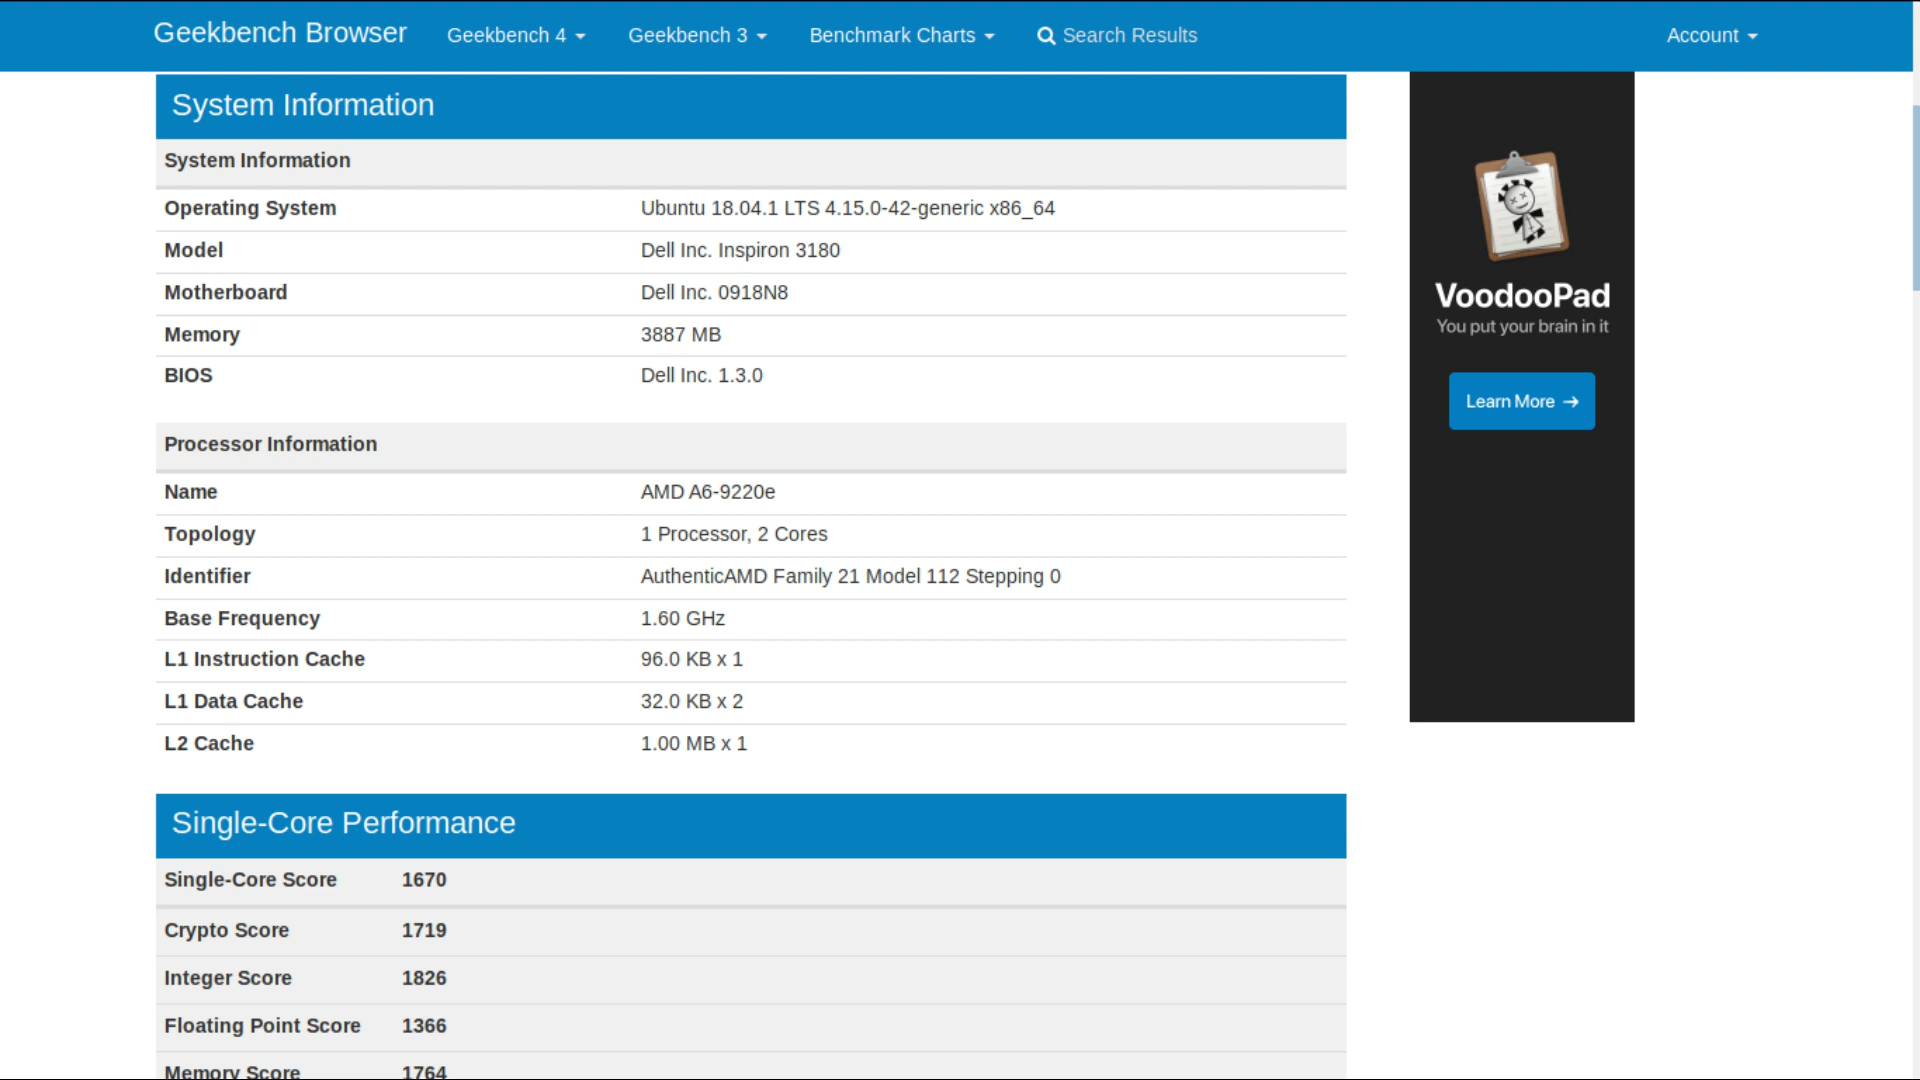 Geekbench Browser Geekbench 4 Geekbench 3 Benchmark Charts Search Results Account
System Information
System Information
Operating System Ubuntu 18.04.1 LTS 4.15.0-42-generic x86_64
Model Dell Inc. Inspiron 3180
Motherboard Dell Inc. 0918N8
Memory 3887 MB
BIOS Dell Inc. 1.3.0
Processor Information
Name AMD A6-9220e
Topology 1 Processor, 2 Cores
Identifier AuthenticAMD Family 21 Model 112 Stepping 0
Base Frequency 1.60 GHz
L1 Instruction Cache 96.0 KB x 1
L1 Data Cache 32.0 KB x 2
L2 Cache 1.00 MB x 1
Single-Core Performance
Single-Core Score 1670
Crypto Score 1719
Integer Score 1826
Floating Point Score 1366
Memory Score 1764
VoodooPad
You put your brain in it
Learn More →